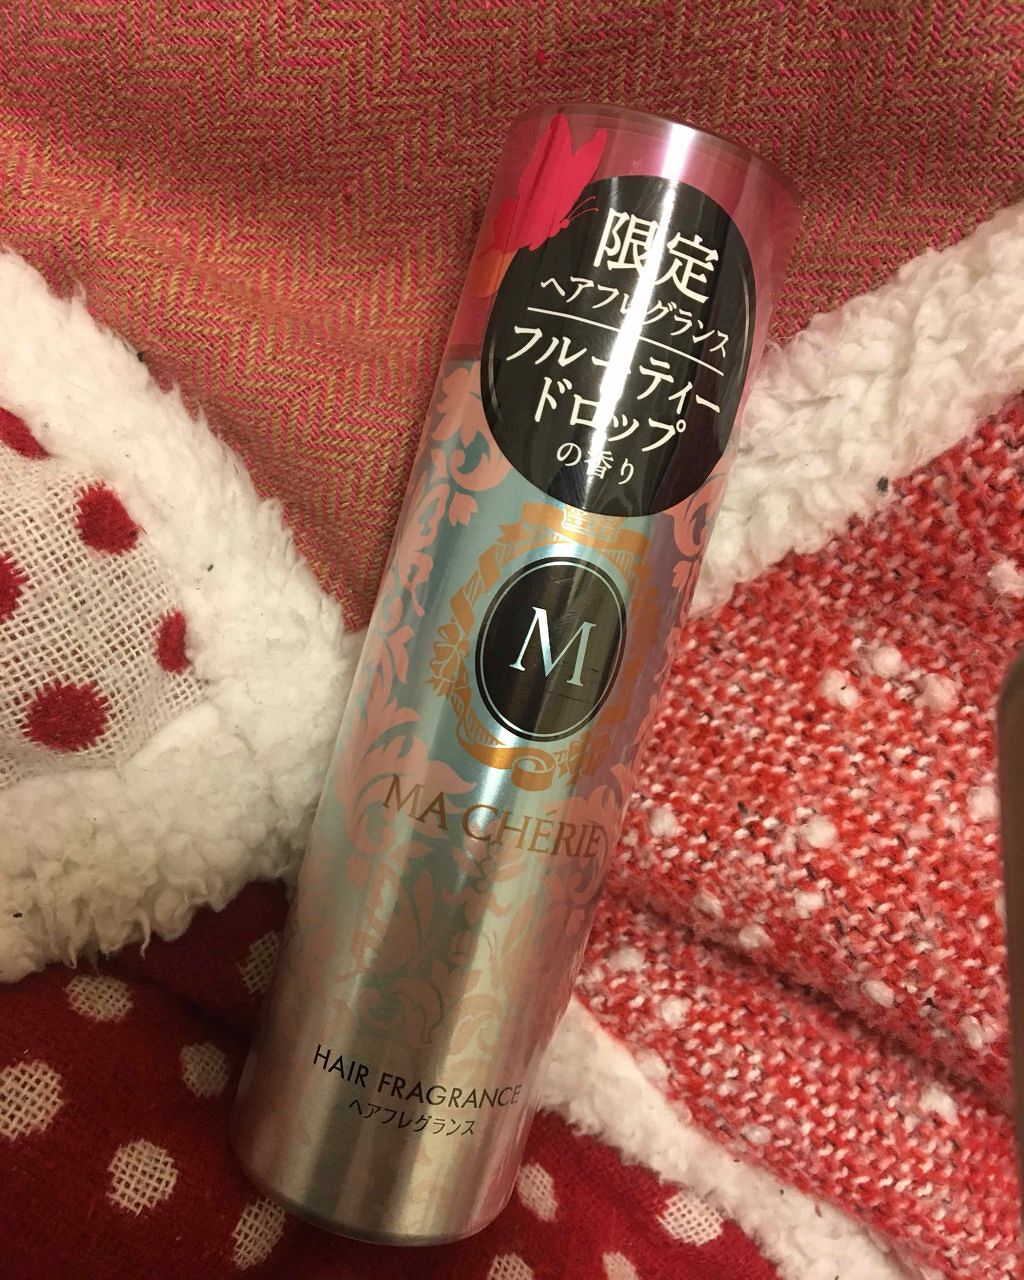 限定
ヘアフレグランス
フルーティー
ドロップ
の香り
M
MA CHÉRIE
HAIR FRAGRANCE
ヘアフレグランス